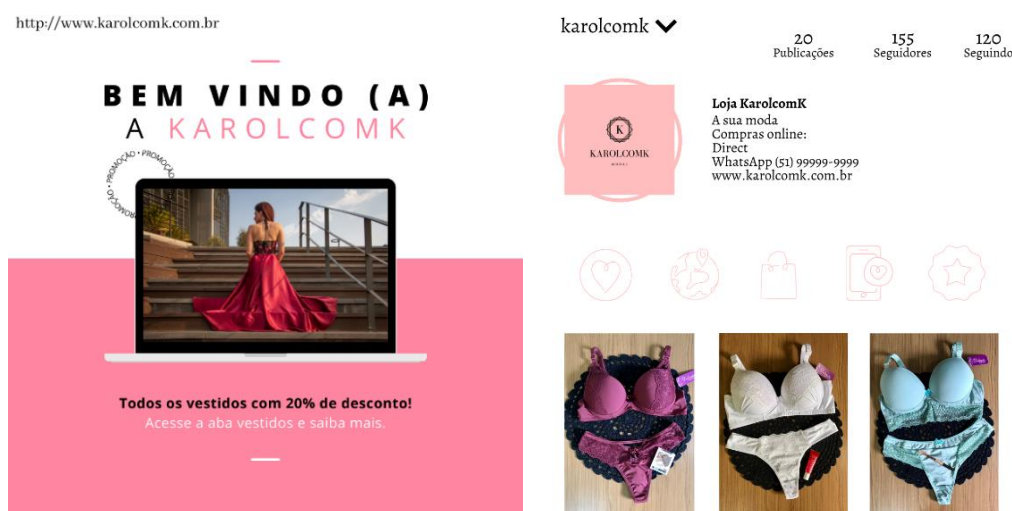 http://www.karolcomk.com.br
BEM VINDO (A)
A KAROLCOMK
PROMOÇÃO • PROMOÇÃO • PROMOÇÃO •
Todos os vestidos com 20% de desconto!
Acesse a aba vestidos e saiba mais.
karolcomk
20
Publicações
155
Seguidores
120
Seguindo
K
KAROLCOMK
Loja KarolcomK
A sua moda
Compras online:
Direct
WhatsApp (51) 99999-9999
www.karolcomk.com.br